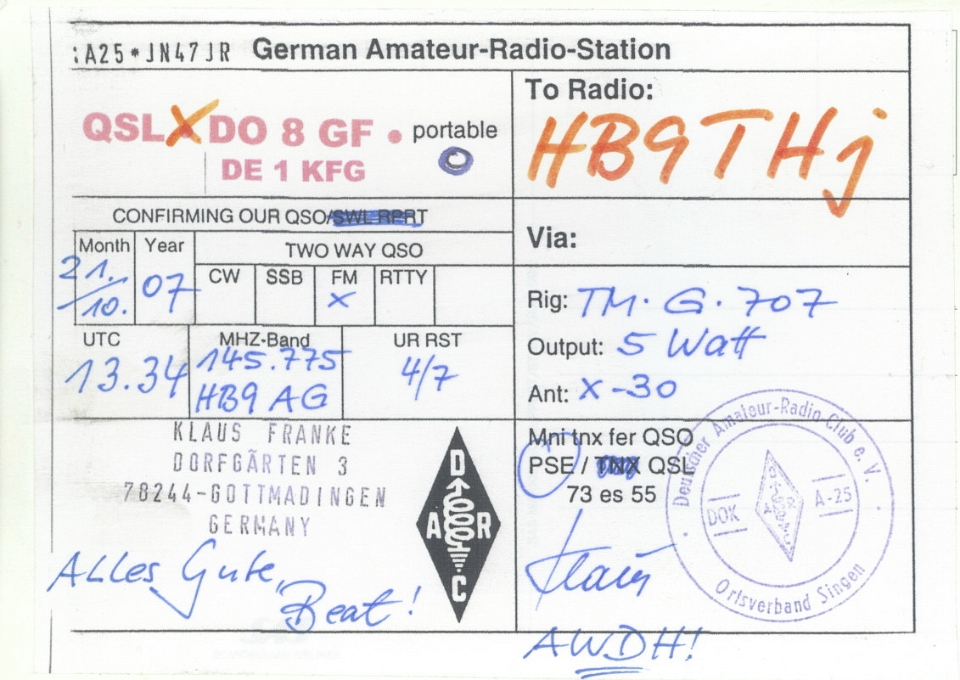 :A25*JN47JR German Amateur-Radio-Station
QSL X DO 8 GF • portable
DE 1 KFG
To Radio:
HB9THj
CONFIRMING OUR QSO/SWL RPRT
Via:
Month Year TWO WAY QSO
CW SSB FM RTTY
21./10. 07 x
Rig: TM.G.707
Output: 5 Watt
Ant: X-30
UTC MHZ-Band UR RST
13.34 145.775 4/7
HB9 AG
KLAUS FRANKE
DORFGÄRTEN 3
78244-GOTTMADINGEN
GERMANY
DARC
Alles Gute,
Beat!
Mni tnx fer QSO
PSE / TNX QSL
73 es 55
Klaus
AWDH!
Deutscher Amateur-Radio Club e. V.
DOK A-25
Ortsverband Singen